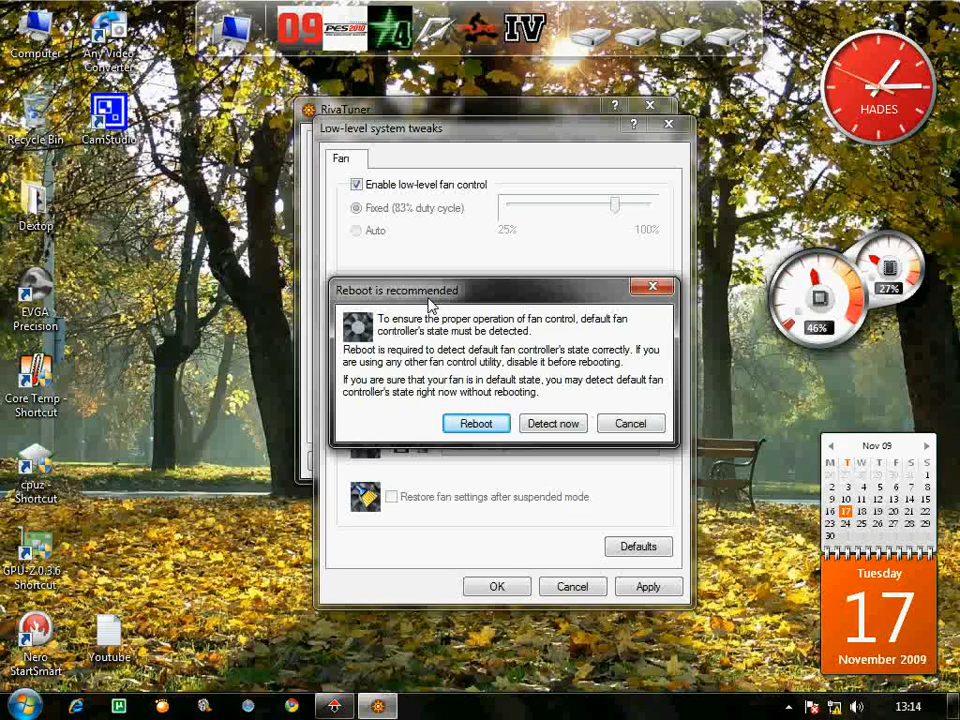 Computer
Any Video
Converter
Recycle Bin
CamStudio
Dextop
EVGA
Precision
Core Temp -
Shortcut
cpuz -
Shortcut
GPU-Z.0.3.6 -
Shortcut
Nero
StartSmart
Youtube
09
PES2010
4
IV
HADES
46%
27%
RivaTuner
Low-level system tweaks
Fan
Enable low-level fan control
Fixed (83% duty cycle)
Auto
25%
100%
Reboot is recommended
To ensure the proper operation of fan control, default fan
controller's state must be detected.
Reboot is required to detect default fan controller's state correctly. If you
are using any other fan control utility, disable it before rebooting.
If you are sure that your fan is in default state, you may detect default fan
controller's state right now without rebooting.
Reboot
Detect now
Cancel
Restore fan settings after suspended mode
Defaults
OK
Cancel
Apply
Nov 09
M T W T F S S
1
2 3 4 5 6 7 8
9 10 11 12 13 14 15
16 17 18 19 20 21 22
23 24 25 26 27 28 29
30
Tuesday
17
November 2009
13:14